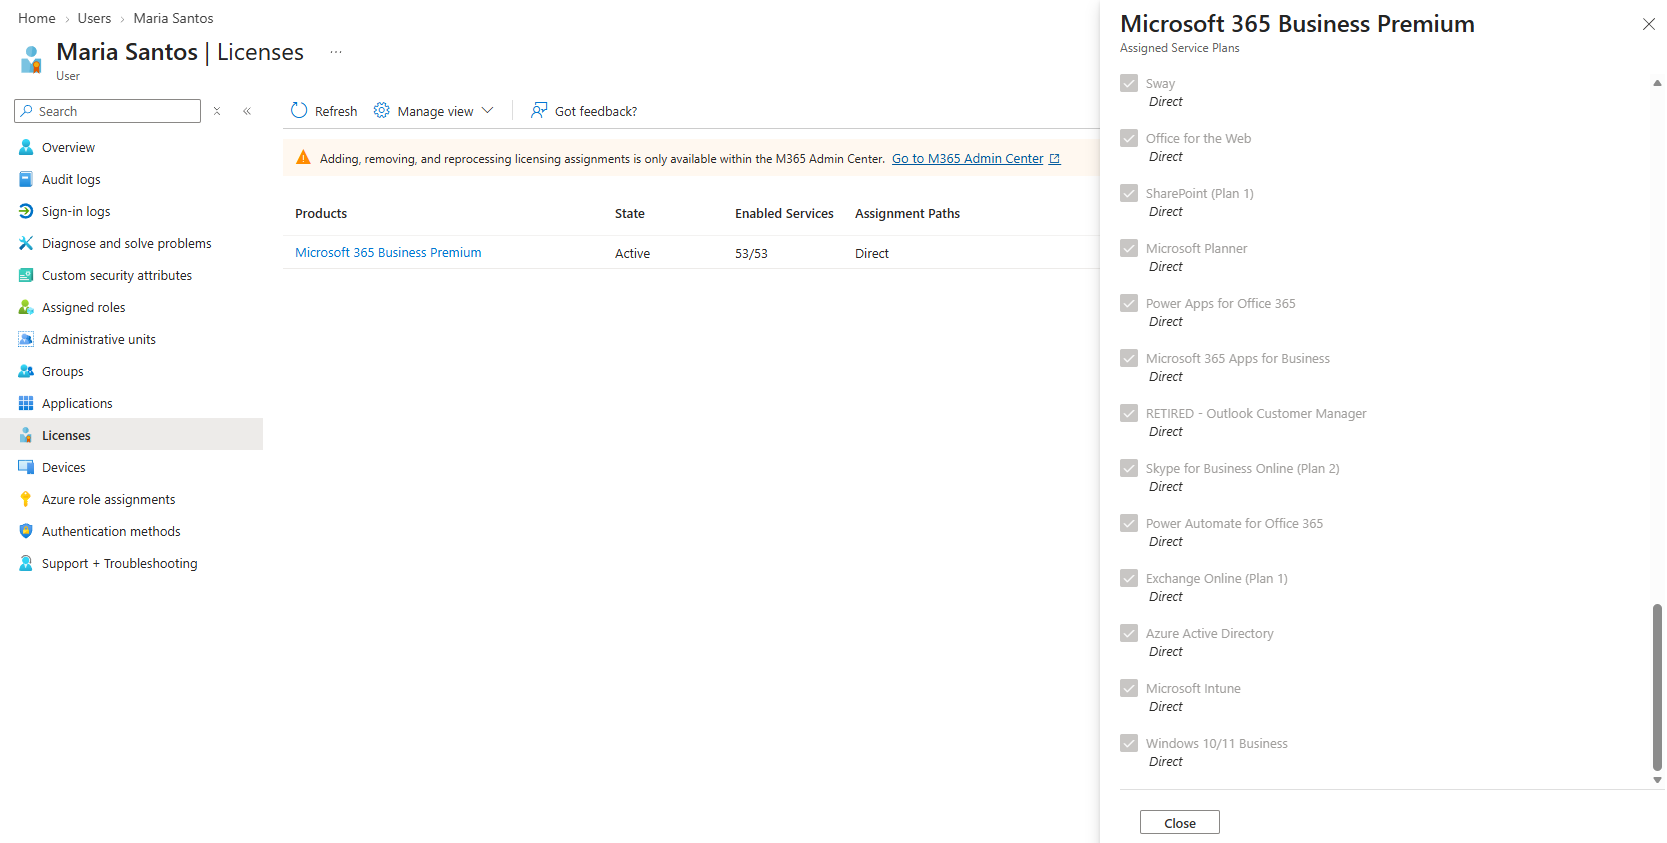 Home › Users › Maria Santos
Maria Santos | Licenses ...
User
Search
Overview
Audit logs
Sign-in logs
Diagnose and solve problems
Custom security attributes
Assigned roles
Administrative units
Groups
Applications
Licenses
Devices
Azure role assignments
Authentication methods
Support + Troubleshooting
Refresh Manage view Got feedback?
Adding, removing, and reprocessing licensing assignments is only available within the M365 Admin Center. Go to M365 Admin Center
Products State Enabled Services Assignment Paths
Microsoft 365 Business Premium Active 53/53 Direct
Microsoft 365 Business Premium
Assigned Service Plans
Sway
Direct
Office for the Web
Direct
SharePoint (Plan 1)
Direct
Microsoft Planner
Direct
Power Apps for Office 365
Direct
Microsoft 365 Apps for Business
Direct
RETIRED - Outlook Customer Manager
Direct
Skype for Business Online (Plan 2)
Direct
Power Automate for Office 365
Direct
Exchange Online (Plan 1)
Direct
Azure Active Directory
Direct
Microsoft Intune
Direct
Windows 10/11 Business
Direct
Close